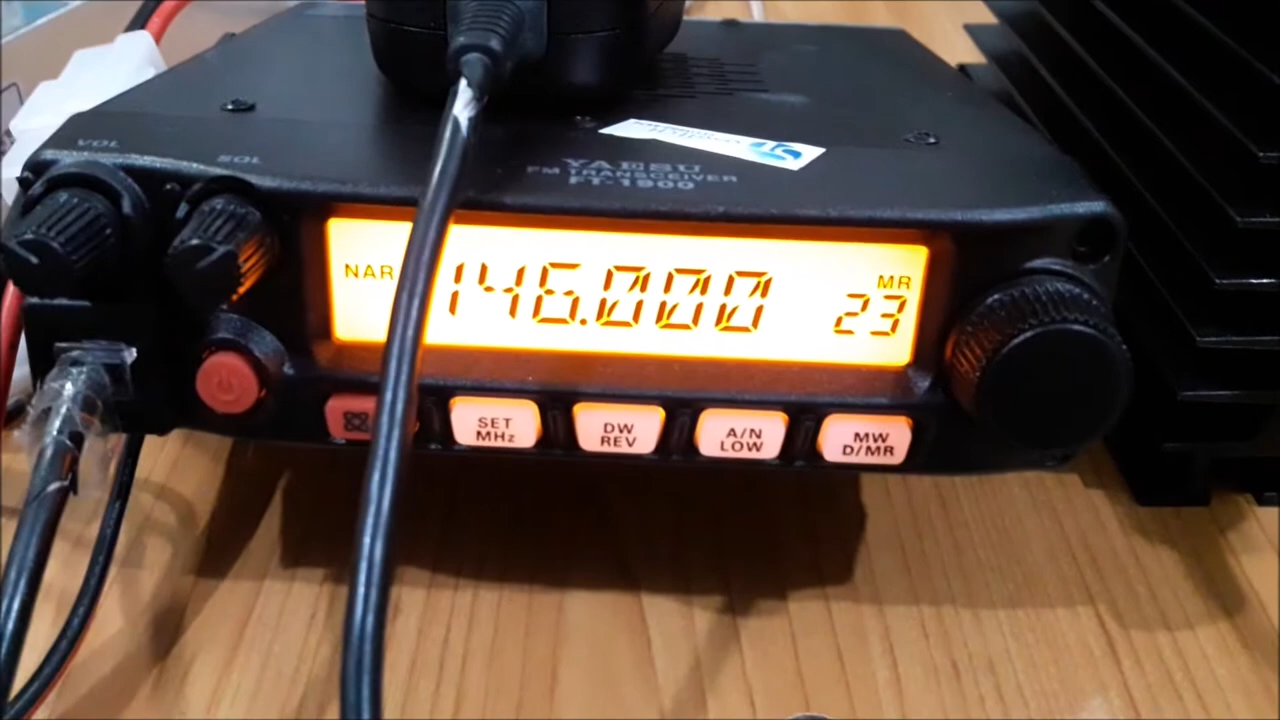 VOL
SQL
YAESU
FM TRANSCEIVER
FT-1900
NAR
146.000
MR
23
SET
MHz
DW
REV
A/N
LOW
MW
D/MR